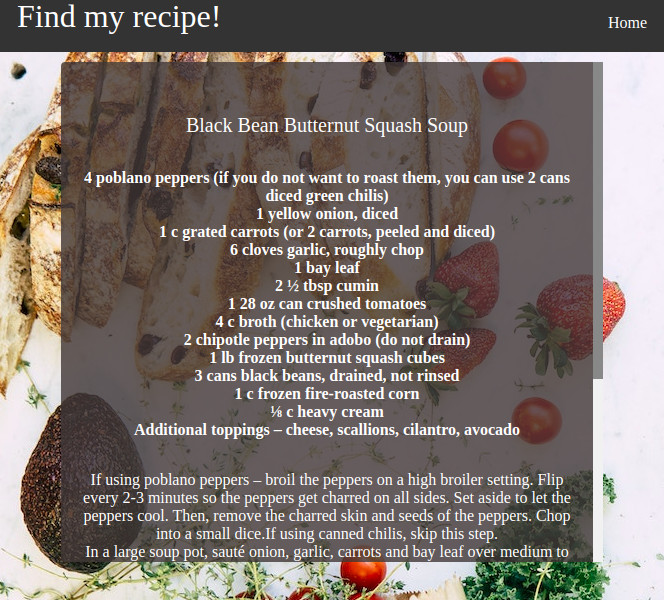 Find my recipe!
Home
Black Bean Butternut Squash Soup
4 poblano peppers (if you do not want to roast them, you can use 2 cans
diced green chilis)
1 yellow onion, diced
1 c grated carrots (or 2 carrots, peeled and diced)
6 cloves garlic, roughly chop
1 bay leaf
2 ½ tbsp cumin
1 28 oz can crushed tomatoes
4 c broth (chicken or vegetarian)
2 chipotle peppers in adobo (do not drain)
1 lb frozen butternut squash cubes
3 cans black beans, drained, not rinsed
1 c frozen fire-roasted corn
⅛ c heavy cream
Additional toppings – cheese, scallions, cilantro, avocado
If using poblano peppers – broil the peppers on a high broiler setting. Flip
every 2-3 minutes so the peppers get charred on all sides. Set aside to let the
peppers cool. Then, remove the charred skin and seeds of the peppers. Chop
into a small dice.If using canned chilis, skip this step.
In a large soup pot, sauté onion, garlic, carrots and bay leaf over medium to